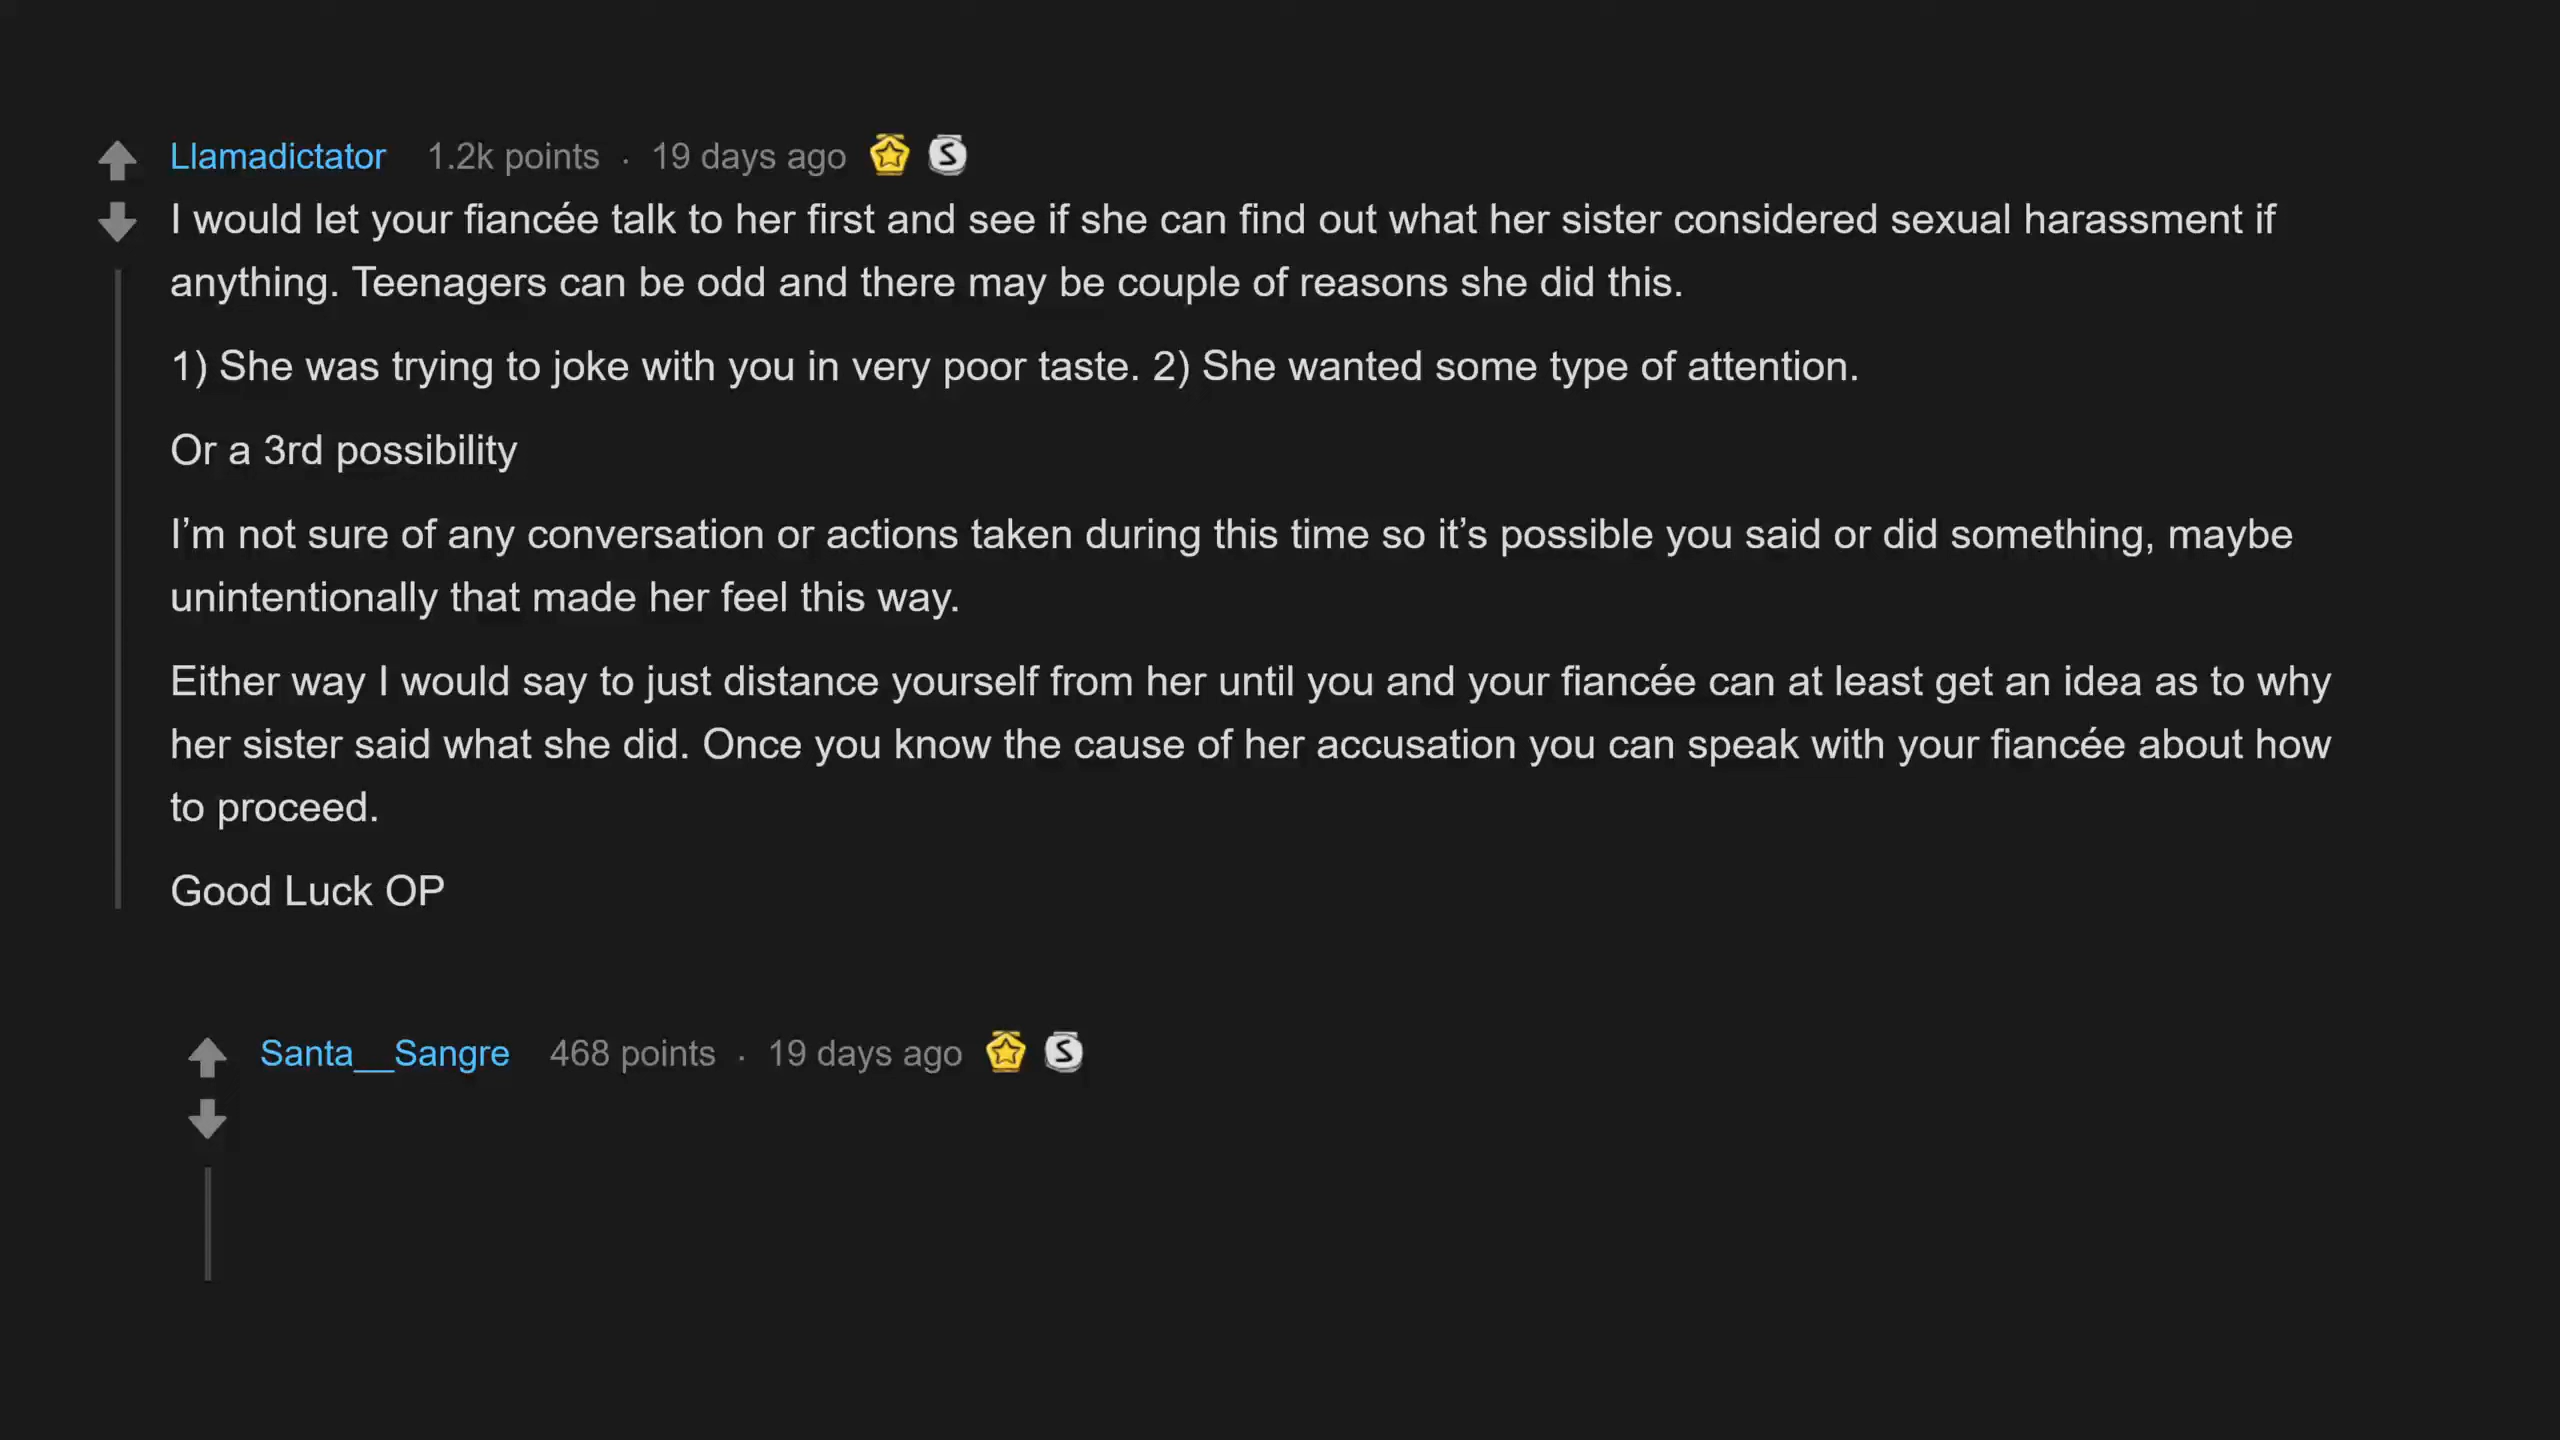 Llamadictator 1.2k points · 19 days ago
I would let your fiancée talk to her first and see if she can find out what her sister considered sexual harassment if
anything. Teenagers can be odd and there may be couple of reasons she did this.
1) She was trying to joke with you in very poor taste. 2) She wanted some type of attention.
Or a 3rd possibility
I’m not sure of any conversation or actions taken during this time so it’s possible you said or did something, maybe
unintentionally that made her feel this way.
Either way I would say to just distance yourself from her until you and your fiancée can at least get an idea as to why
her sister said what she did. Once you know the cause of her accusation you can speak with your fiancée about how
to proceed.
Good Luck OP
Santa__Sangre 468 points · 19 days ago